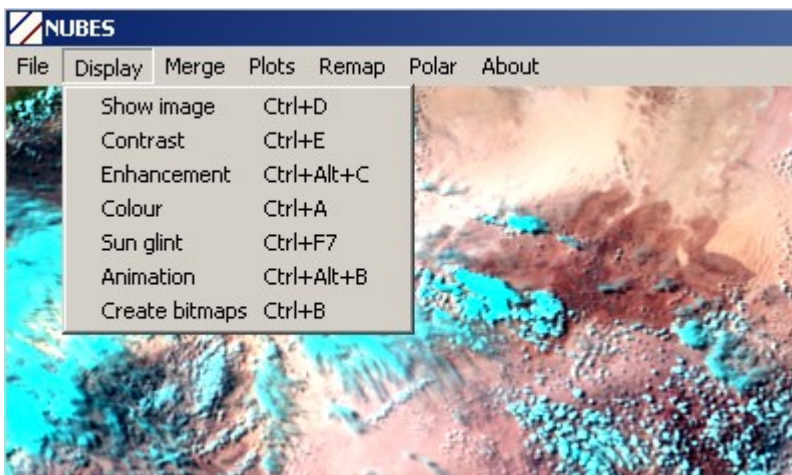 NUBES
File Display Merge Plots Remap Polar About
Show image Ctrl+D
Contrast Ctrl+E
Enhancement Ctrl+Alt+C
Colour Ctrl+A
Sun glint Ctrl+F7
Animation Ctrl+Alt+B
Create bitmaps Ctrl+B